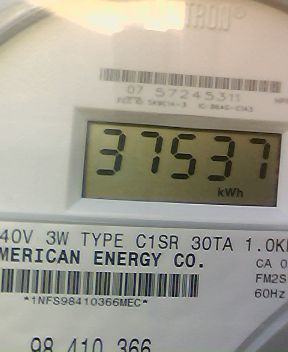 TRON®
07 57245311
37537
kWh
40V 3W TYPE C1SR 30TA 1.0K
MERICAN ENERGY CO.
CA 0
FM2S
60Hz
*1NFS98410366MEC*
98 410 366